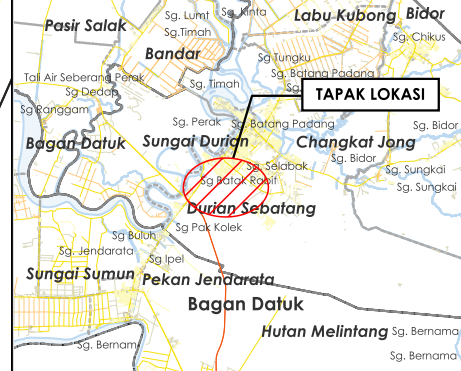 Sg. Lumt
Sg. Kinta
Labu Kubong
Bidor
Pasir Salak
Sg.Timah
Sg. Chikus
Bandar
Sg. Tungku
Tali Air Seberang Perak
Sg. Batang Padang
Sg. Timah
Sg Dedap
TAPAK LOKASI
Sg Ranggam
Sg. Perak
Sg. Batang Padang
Sg. Bidor
Bagan Datuk
Sungai Durian
Changkat Jong
Sg. Bidor
Sg. Selabak
Sg. Sungkai
Sg Batak Rabit
Sg. Sungkai
Durian Sebatang
Sg Pak Kolek
Sg Buluh
Sg. Jendarata
Sg Ipel
Sungai Sumun
Pekan Jendarata
Bagan Datuk
Hutan Melintang
Sg. Bernama
Sg. Bernam
Sg. Bernama